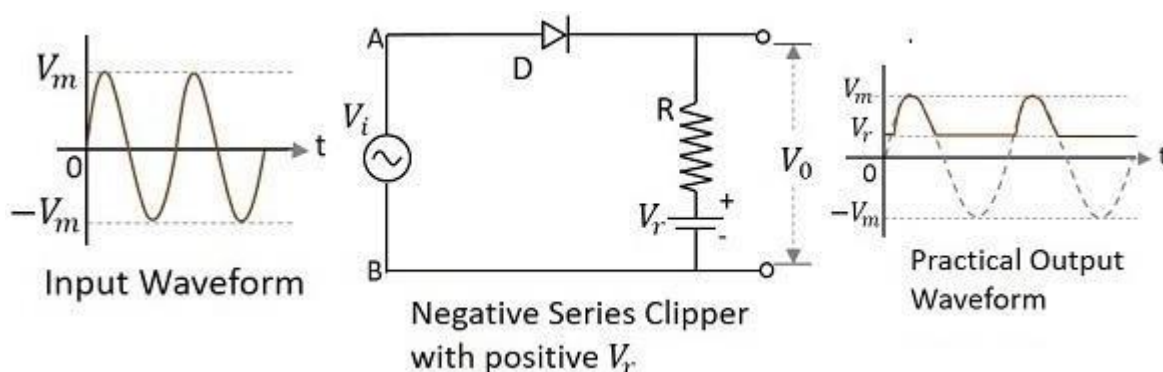 V_m
0
t
-V_m
Input Waveform
A
D
V_i
R
V_0
V_r
+
-
B
Negative Series Clipper
with positive V_r
V_m
V_r
0
t
-V_m
Practical Output
Waveform